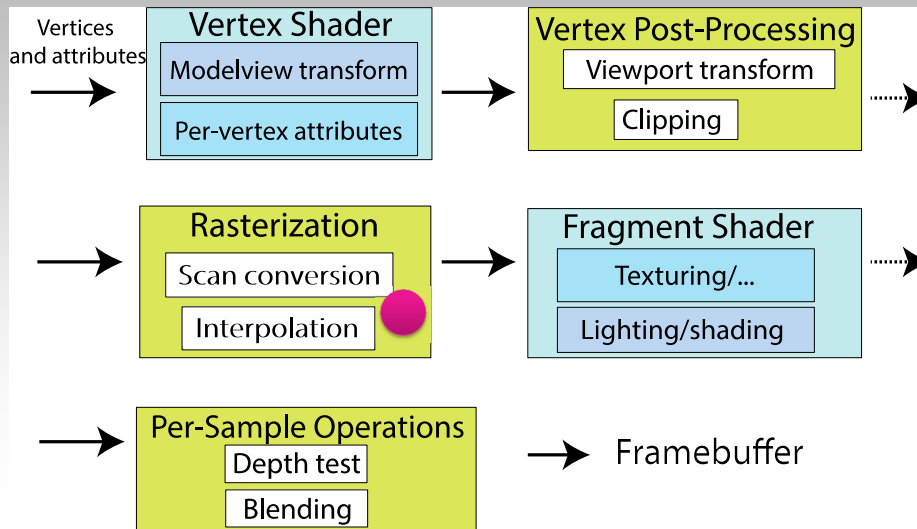 Vertices
and attributes
Vertex Shader
Modelview transform
Per-vertex attributes
Vertex Post-Processing
Viewport transform
Clipping
Rasterization
Scan conversion
Interpolation
Fragment Shader
Texturing/...
Lighting/shading
Per-Sample Operations
Depth test
Blending
Framebuffer